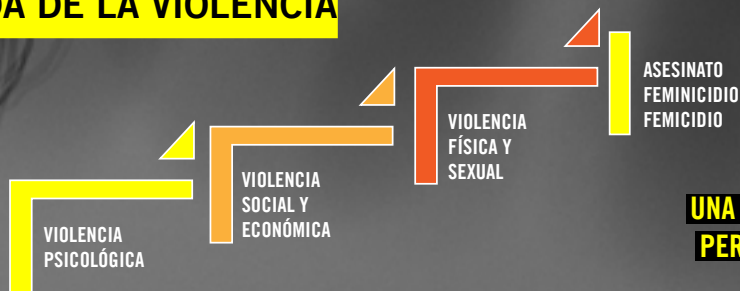 DA DE LA VIOLENCIA
ASESINATO
FEMINICIDIO
FEMICIDIO
VIOLENCIA
FÍSICA Y
SEXUAL
VIOLENCIA
SOCIAL Y
ECONÓMICA
VIOLENCIA
PSICOLÓGICA
UNA
PER